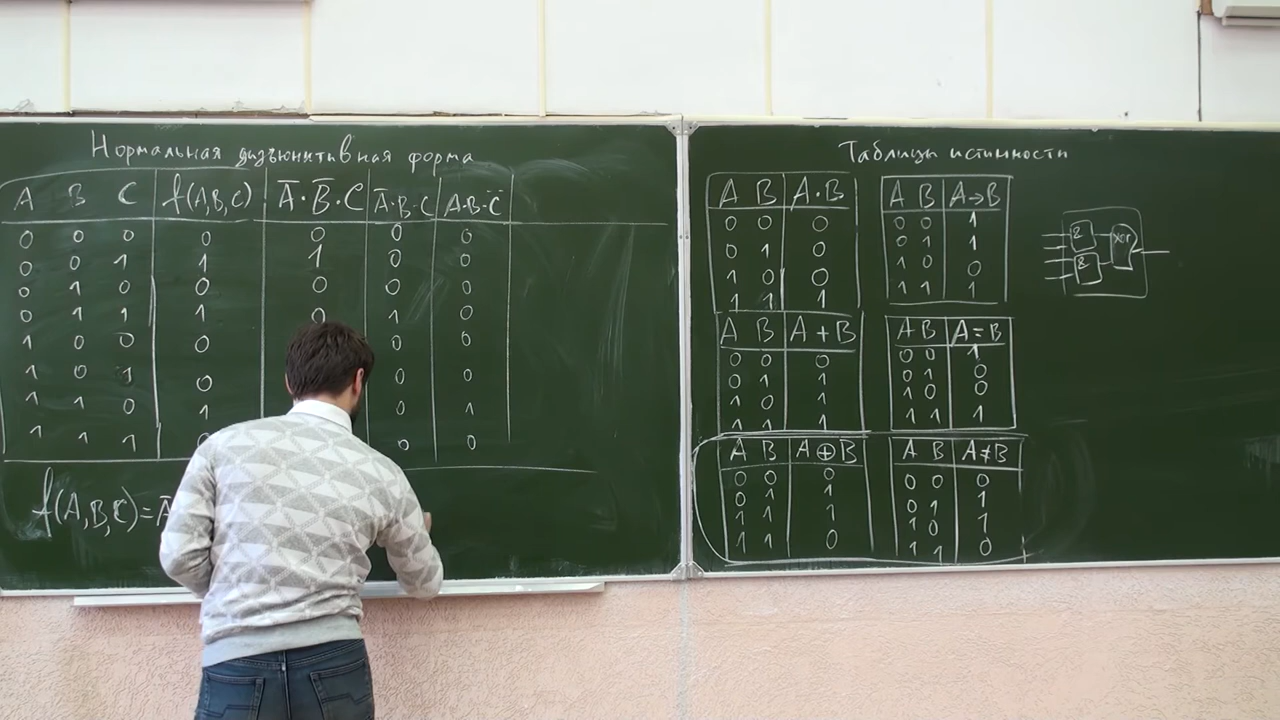 Нормальная дизъюнктивная форма
A B C f(A,B,C) A̅·B̅·C A̅·B·C A·B·C̅
0 0 0 0 0 0 0
0 0 1 1 1 0 0
0 1 0 0 0 0 0
0 1 1 1 0 1 0
1 0 0 0 0 0
1 0 1 0 0 0
1 1 0 1 0 1
1 1 1 0 0
f(A,B,C)=A̅
Таблицы истинности
A B A·B
0 0 0
0 1 0
1 0 0
1 1 1
A B A→B
0 0 1
0 1 1
1 0 0
1 1 1
&
&
xor
A B A+B
0 0 0
0 1 1
1 0 1
1 1 1
A B A=B
0 0 1
0 1 0
1 0 0
1 1 1
A B A⊕B
0 0 0
0 1 1
1 0 1
1 1 0
A B A≠B
0 0 0
0 1 1
1 0 1
1 1 0